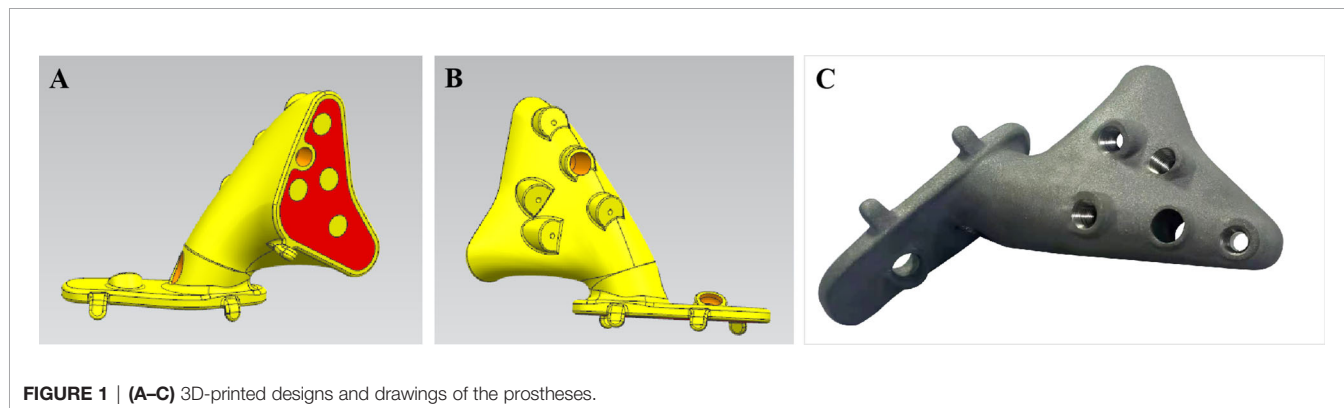 A
B
C
FIGURE 1 | (A–C) 3D-printed designs and drawings of the prostheses.